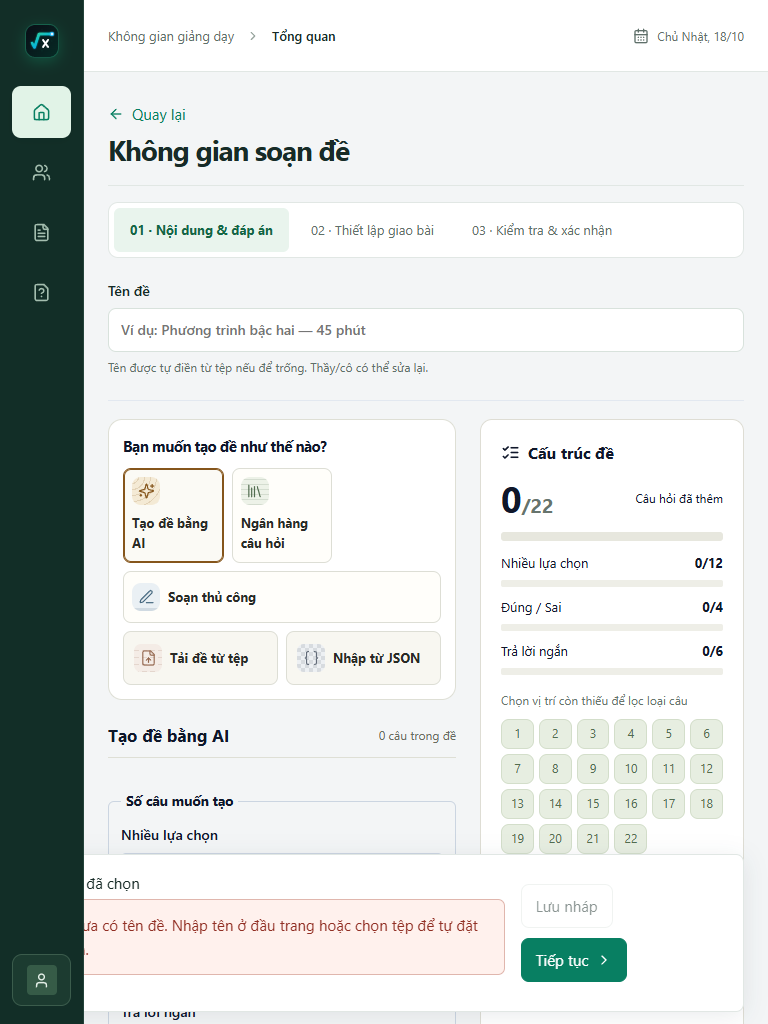 √x
Không gian giảng dạy
Tổng quan
Chủ Nhật, 18/10
Quay lại
Không gian soạn đề
01 · Nội dung & đáp án
02 · Thiết lập giao bài
03 · Kiểm tra & xác nhận
Tên đề
Ví dụ: Phương trình bậc hai — 45 phút
Tên được tự điền từ tệp nếu để trống. Thầy/cô có thể sửa lại.
Bạn muốn tạo đề như thế nào?
Tạo đề bằng
AI
Ngân hàng
câu hỏi
Soạn thủ công
Tải đề từ tệp
Nhập từ JSON
Tạo đề bằng AI
0 câu trong đề
Số câu muốn tạo
Nhiều lựa chọn
Cấu trúc đề
0/22
Câu hỏi đã thêm
Nhiều lựa chọn
0/12
Đúng / Sai
0/4
Trả lời ngắn
0/6
Chọn vị trí còn thiếu để lọc loại câu
1 2 3 4 5 6
7 8 9 10 11 12
13 14 15 16 17 18
19 20 21 22
đã chọn
có tên đề. Nhập tên ở đầu trang hoặc chọn tệp để tự đặt
Lưu nháp
Tiếp tục
Trả lời ngắn